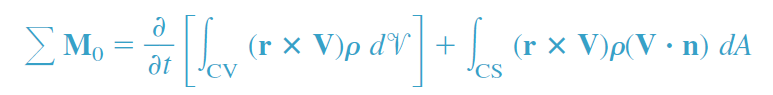 ∑ M₀ = ∂/∂t [∫_CV (r × V)ρ d𝒱] + ∫_CS (r × V)ρ(V · n) dA